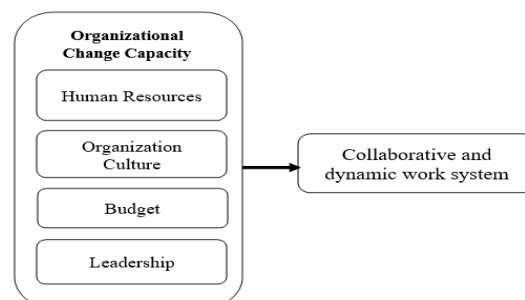 Organizational
Change Capacity
Human Resources
Organization
Culture
Budget
Leadership
Collaborative and
dynamic work system